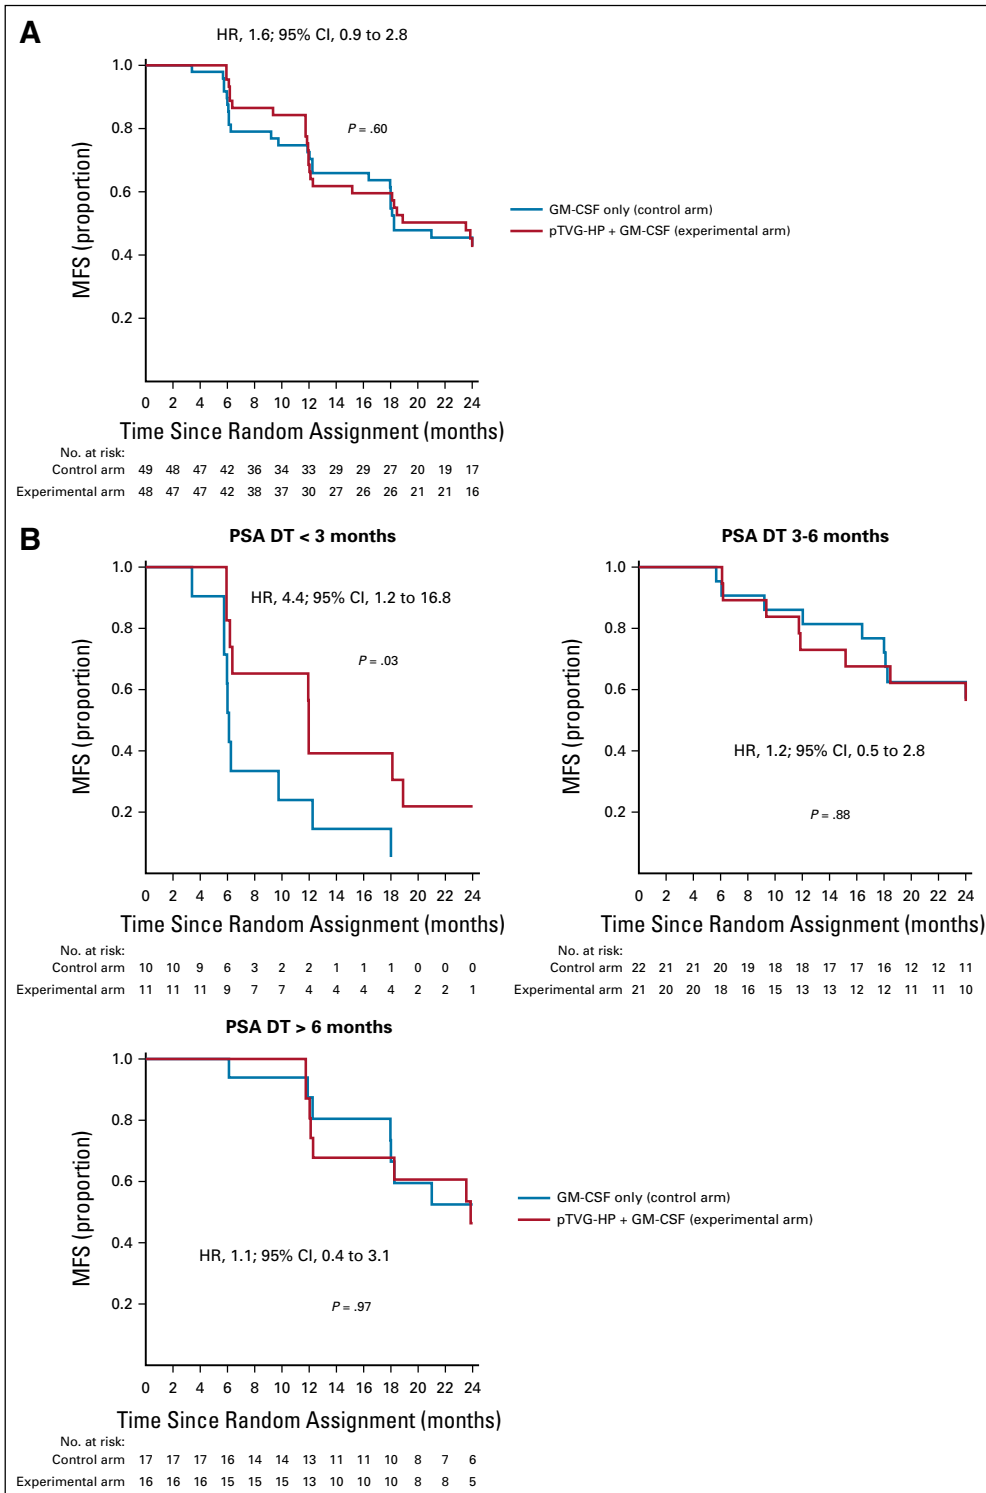 A
HR, 1.6; 95% CI, 0.9 to 2.8
P = .60
MFS (proportion)
1.0
0.8
0.6
0.4
0.2
0 2 4 6 8 10 12 14 16 18 20 22 24
Time Since Random Assignment (months)
GM-CSF only (control arm)
pTVG-HP + GM-CSF (experimental arm)
No. at risk:
Control arm 49 48 47 42 36 34 33 29 29 27 20 19 17
Experimental arm 48 47 47 42 38 37 30 27 26 26 21 21 16
B
PSA DT < 3 months
HR, 4.4; 95% CI, 1.2 to 16.8
P = .03
MFS (proportion)
1.0
0.8
0.6
0.4
0.2
0 2 4 6 8 10 12 14 16 18 20 22 24
Time Since Random Assignment (months)
No. at risk:
Control arm 10 10 9 6 3 2 2 1 1 1 0 0 0
Experimental arm 11 11 11 9 7 7 4 4 4 4 2 2 1
PSA DT 3-6 months
MFS (proportion)
1.0
0.8
0.6
0.4
0.2
HR, 1.2; 95% CI, 0.5 to 2.8
P = .88
0 2 4 6 8 10 12 14 16 18 20 22 24
Time Since Random Assignment (months)
No. at risk:
Control arm 22 21 21 20 19 18 18 17 17 16 12 12 11
Experimental arm 21 20 20 18 16 15 13 13 12 12 11 11 10
PSA DT > 6 months
MFS (proportion)
1.0
0.8
0.6
0.4
0.2
HR, 1.1; 95% CI, 0.4 to 3.1
P = .97
0 2 4 6 8 10 12 14 16 18 20 22 24
Time Since Random Assignment (months)
GM-CSF only (control arm)
pTVG-HP + GM-CSF (experimental arm)
No. at risk:
Control arm 17 17 17 16 14 14 13 11 11 10 8 7 6
Experimental arm 16 16 16 15 15 15 13 10 10 10 8 8 5